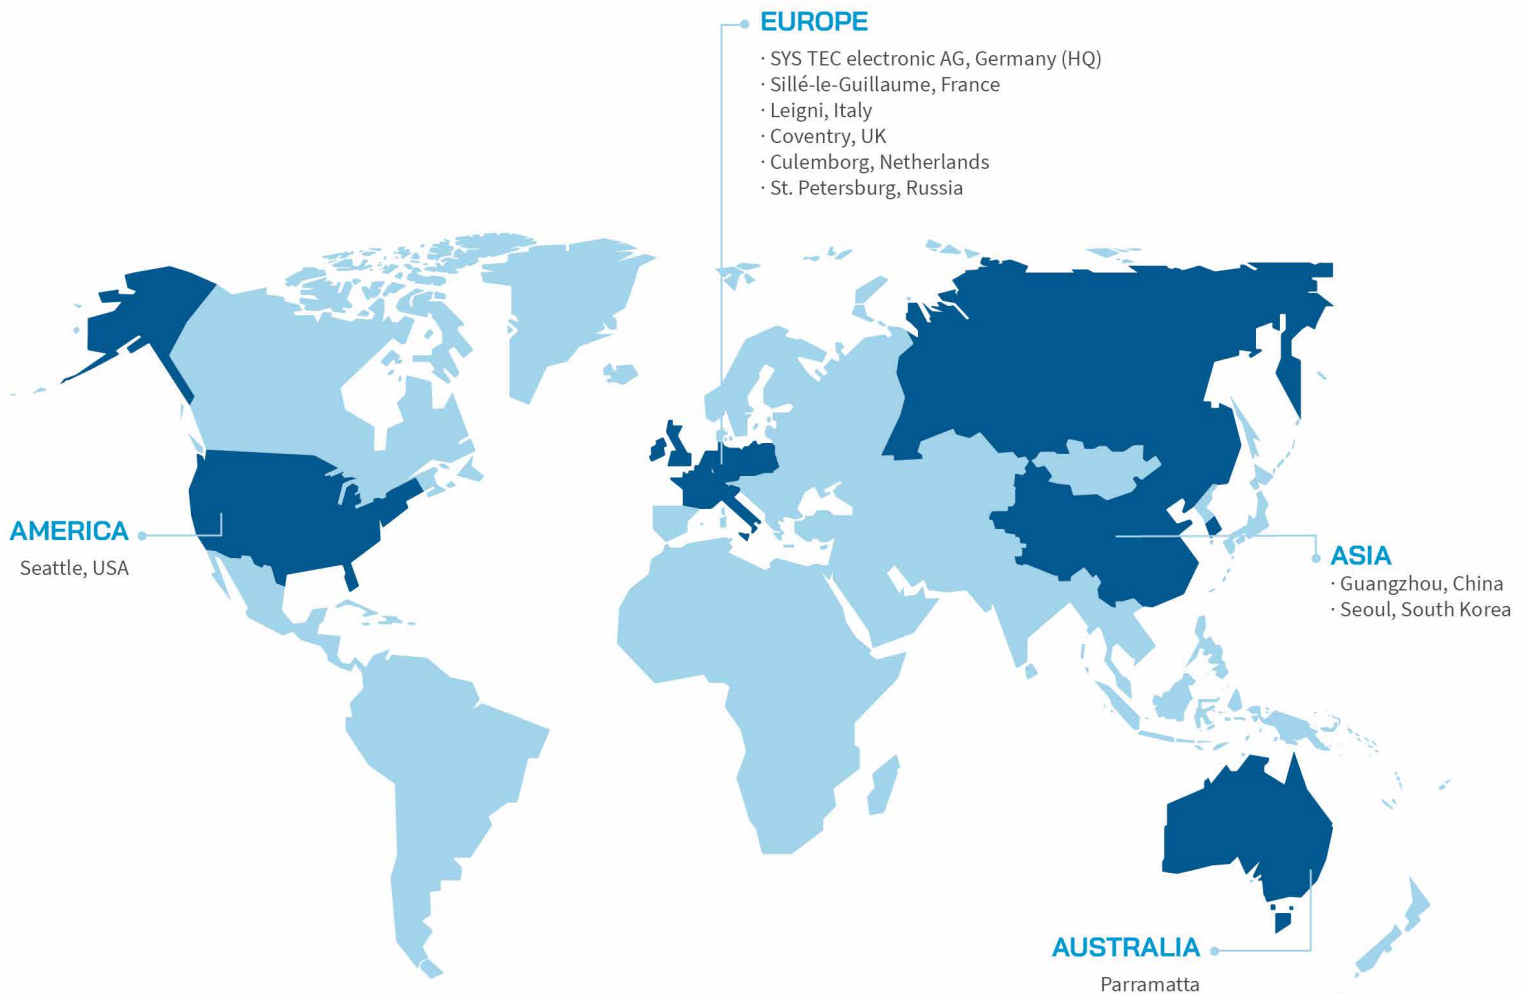 EUROPE
· SYS TEC electronic AG, Germany (HQ)
· Sillé-le-Guillaume, France
· Leigni, Italy
· Coventry, UK
· Culemborg, Netherlands
· St. Petersburg, Russia
AMERICA
Seattle, USA
ASIA
· Guangzhou, China
· Seoul, South Korea
AUSTRALIA
Parramatta